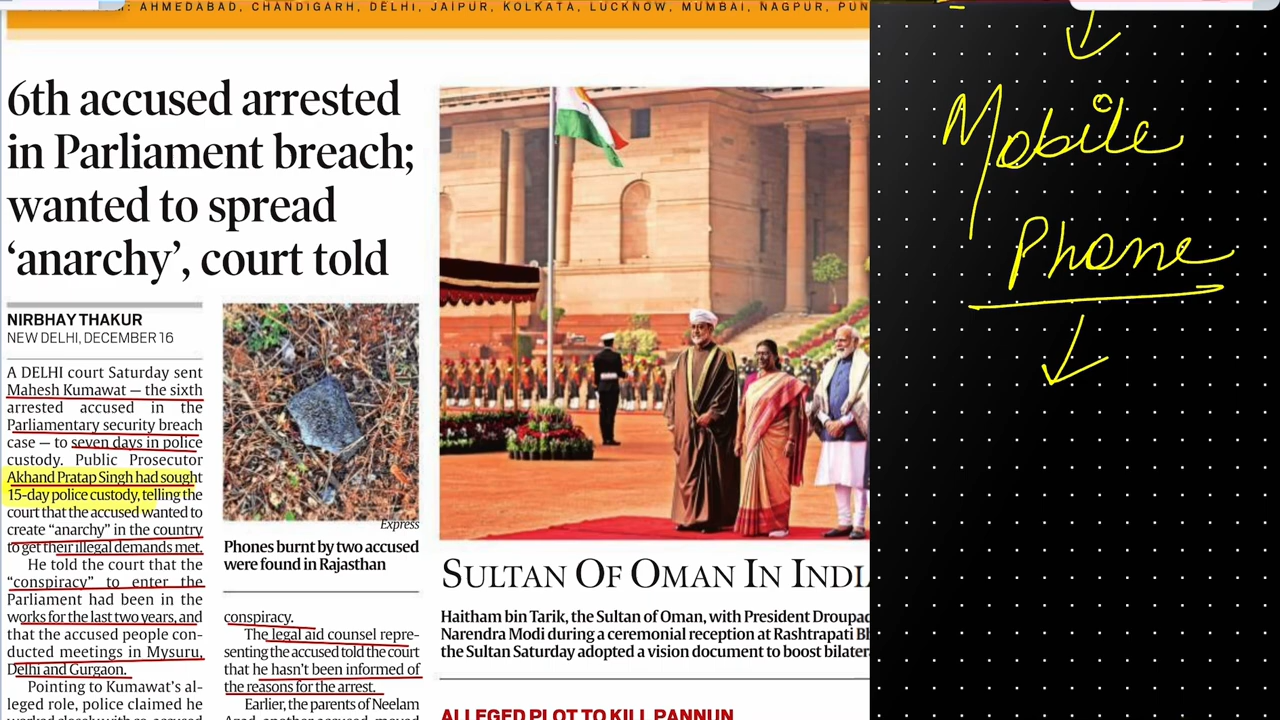 : AHMEDABAD, CHANDIGARH, DELHI, JAIPUR, KOLKATA, LUCKNOW, MUMBAI, NAGPUR, PUN
6th accused arrested
in Parliament breach;
wanted to spread
‘anarchy’, court told
NIRBHAY THAKUR
NEW DELHI, DECEMBER 16
A DELHI court Saturday sent
Mahesh Kumawat — the sixth
arrested accused in the
Parliamentary security breach
case — to seven days in police
custody. Public Prosecutor
Akhand Pratap Singh had sought
15-day police custody, telling the
court that the accused wanted to
create “anarchy” in the country
to get their illegal demands met.
He told the court that the
“conspiracy” to enter the
Parliament had been in the
works for the last two years, and
that the accused people con-
ducted meetings in Mysuru,
Delhi and Gurgaon.
Pointing to Kumawat’s al-
leged role, police claimed he
Express
Phones burnt by two accused
were found in Rajasthan
conspiracy.
The legal aid counsel repre-
senting the accused told the court
that he hasn’t been informed of
the reasons for the arrest.
Earlier, the parents of Neelam
SULTAN OF OMAN IN INDI
Haitham bin Tarik, the Sultan of Oman, with President Droupad
Narendra Modi during a ceremonial reception at Rashtrapati Bh
the Sultan Saturday adopted a vision document to boost bilater
ALLEGED PLOT TO KILL PANNUN
Mobile
Phone